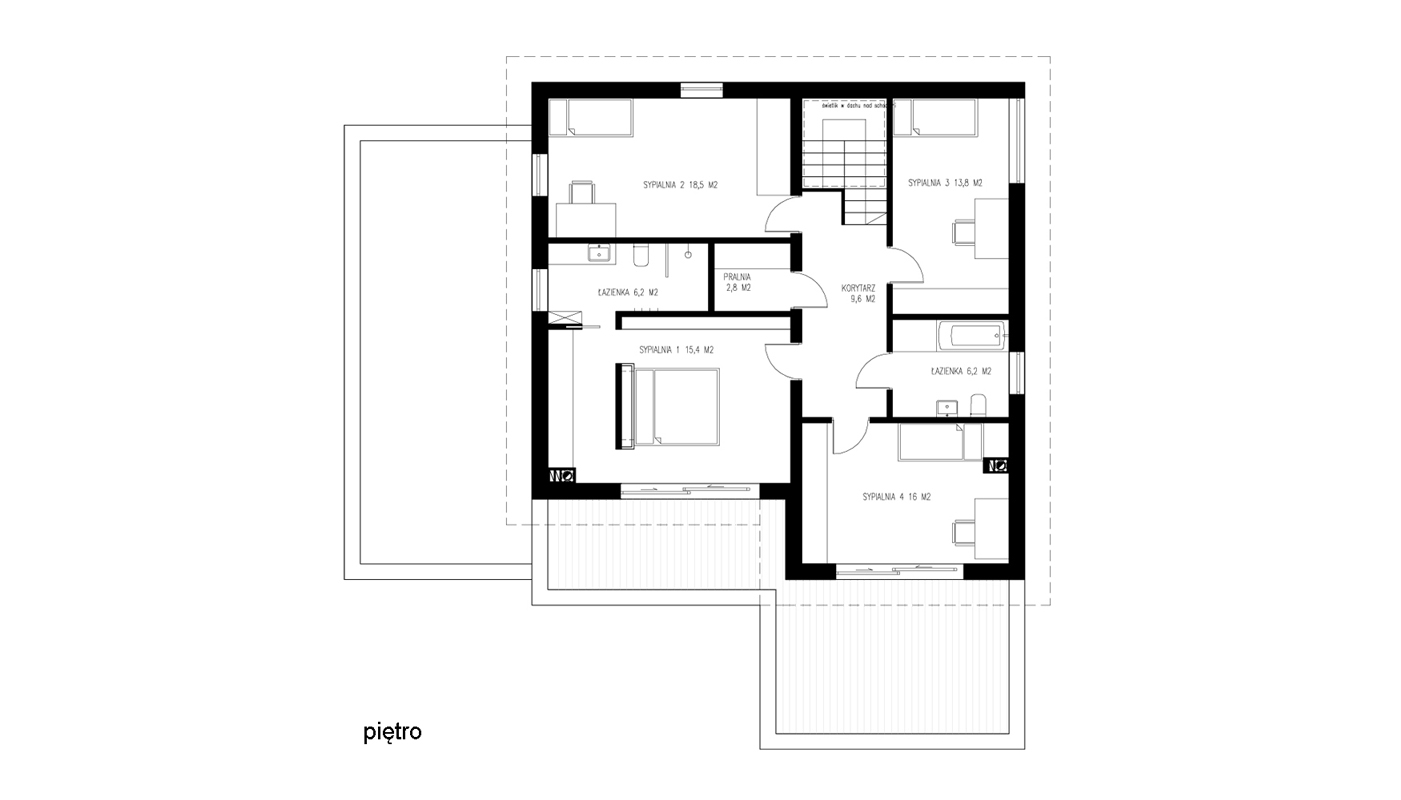 świetlik w dachu nad schodami
SYPIALNIA 2 18,5 M2
SYPIALNIA 3 13,8 M2
PRALNIA
2,8 M2
KORYTARZ
9,6 M2
ŁAZIENKA 6,2 M2
SYPIALNIA 1 15,4 M2
ŁAZIENKA 6,2 M2
SYPIALNIA 4 16 M2
piętro